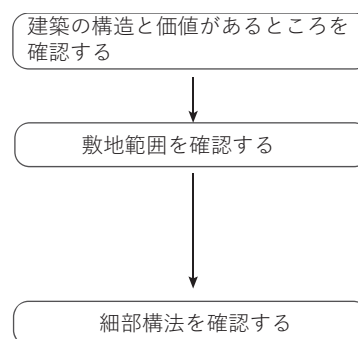 建築の構造と価値があるところを
確認する
敷地範囲を確認する
細部構法を確認する